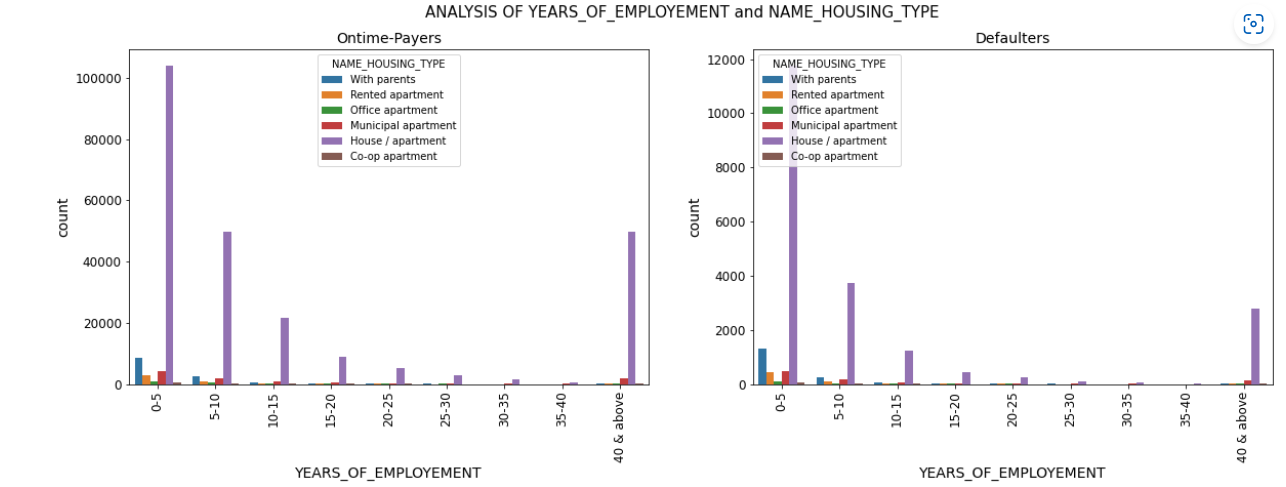 ANALYSIS OF YEARS_OF_EMPLOYEMENT and NAME_HOUSING_TYPE
Ontime-Payers
count
100000
80000
60000
40000
20000
0
NAME_HOUSING_TYPE
With parents
Rented apartment
Office apartment
Municipal apartment
House / apartment
Co-op apartment
0-5
5-10
10-15
15-20
20-25
25-30
30-35
35-40
40 & above
YEARS_OF_EMPLOYEMENT
Defaulters
count
12000
10000
8000
6000
4000
2000
0
NAME_HOUSING_TYPE
With parents
Rented apartment
Office apartment
Municipal apartment
House / apartment
Co-op apartment
0-5
5-10
10-15
15-20
20-25
25-30
30-35
35-40
40 & above
YEARS_OF_EMPLOYEMENT